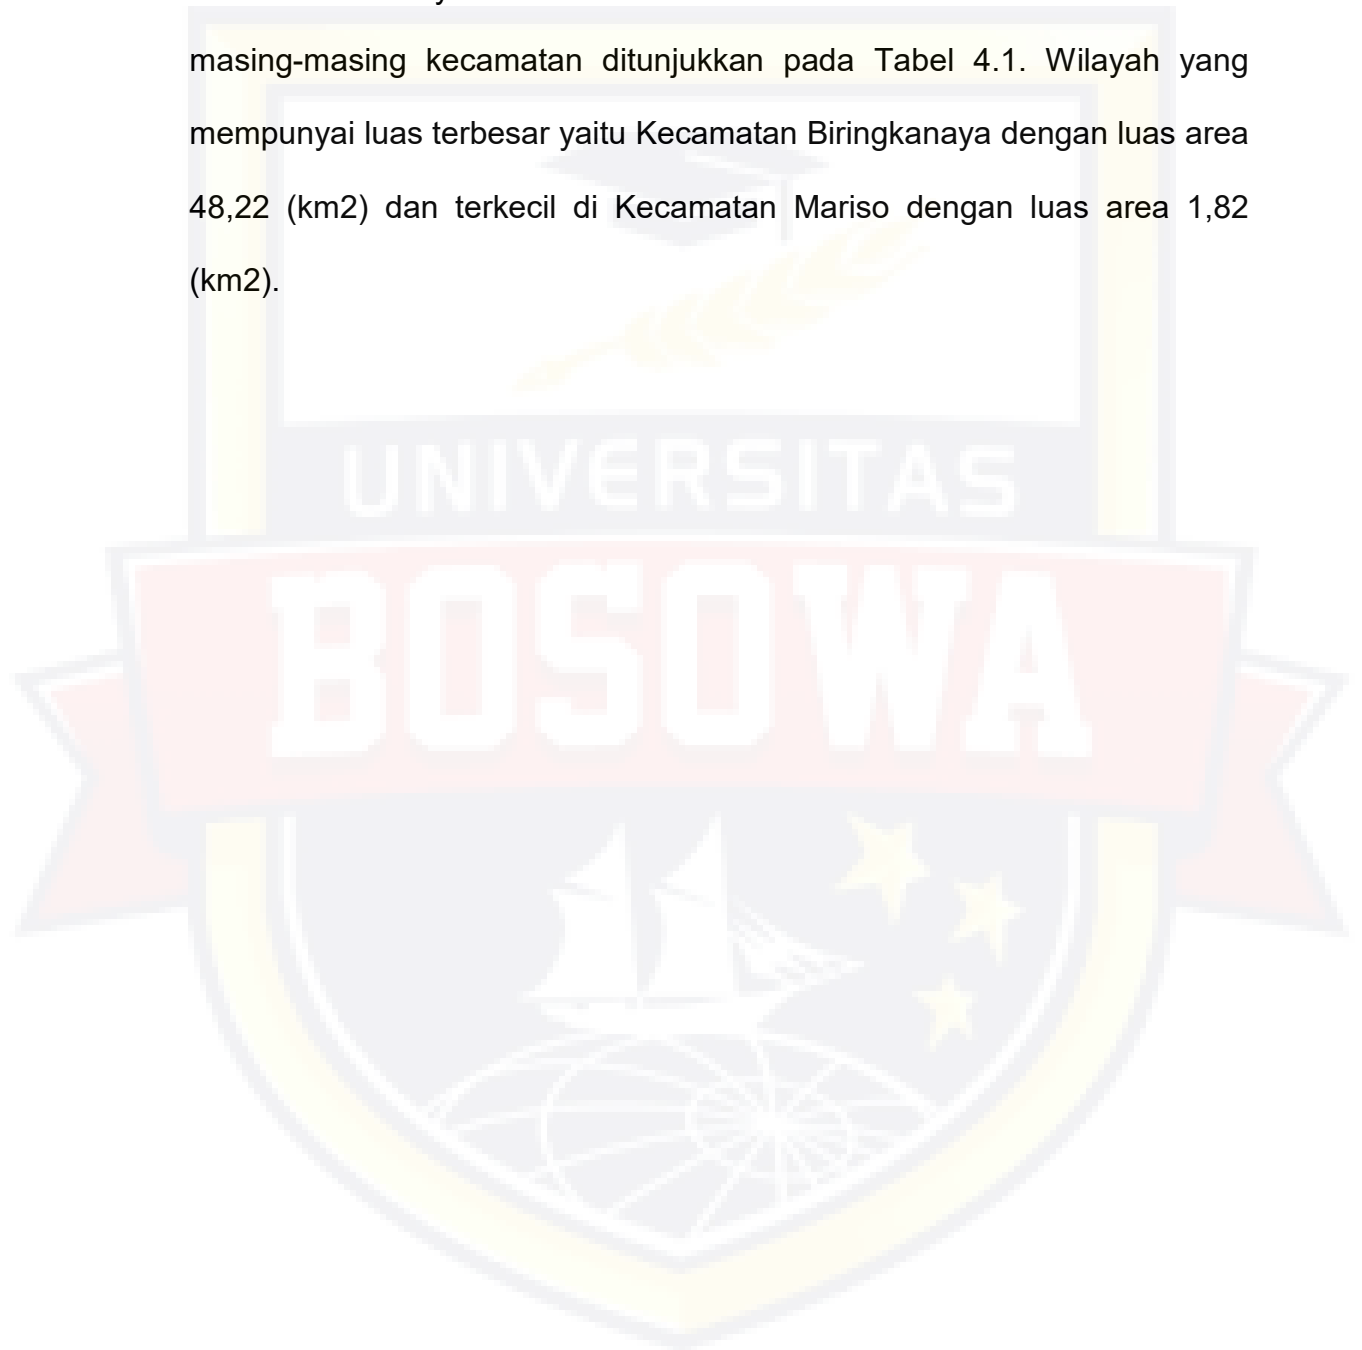 masing-masing kecamatan ditunjukkan pada Tabel 4.1. Wilayah yang
mempunyai luas terbesar yaitu Kecamatan Biringkanaya dengan luas area
48,22 (km2) dan terkecil di Kecamatan Mariso dengan luas area 1,82
(km2).
UNIVERSITAS
BOSOWA